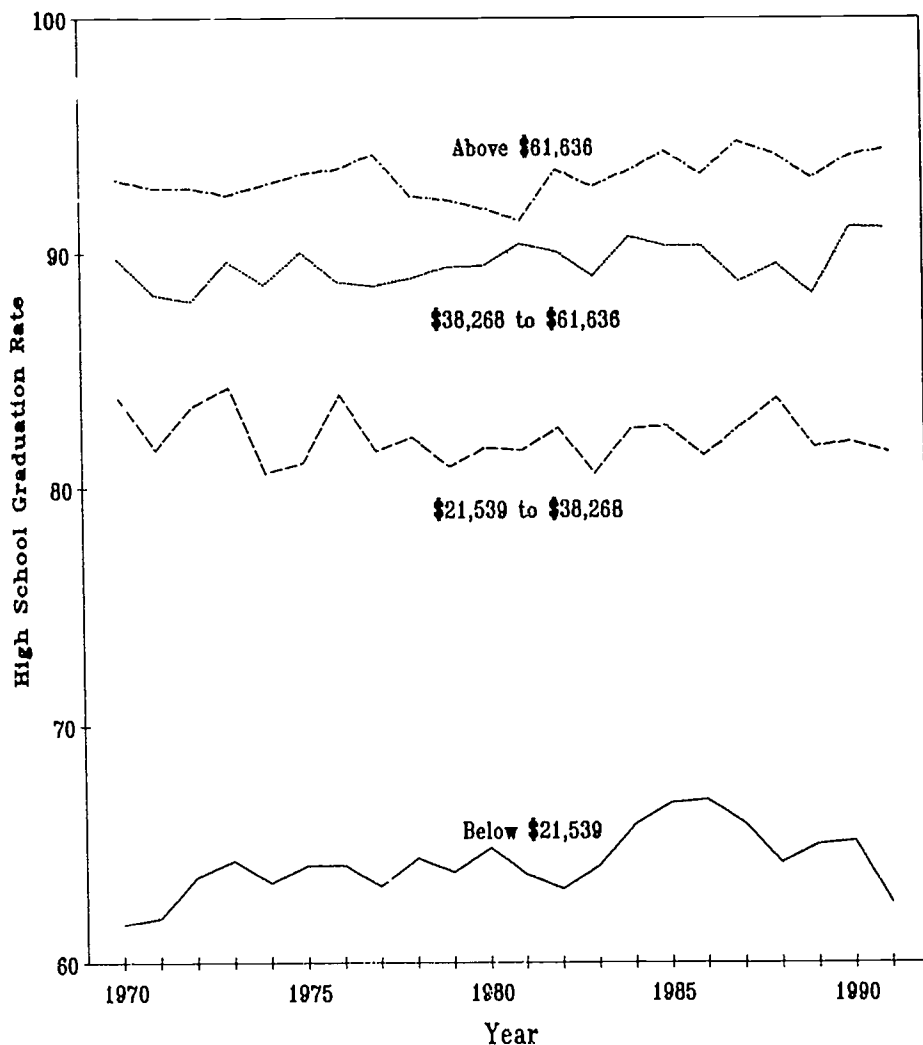 100
Above $61,636
90
$38,268 to $61,636
High School Graduation Rate
80
$21,539 to $38,268
70
Below $21,539
60
1970 1975 1980 1985 1990
Year